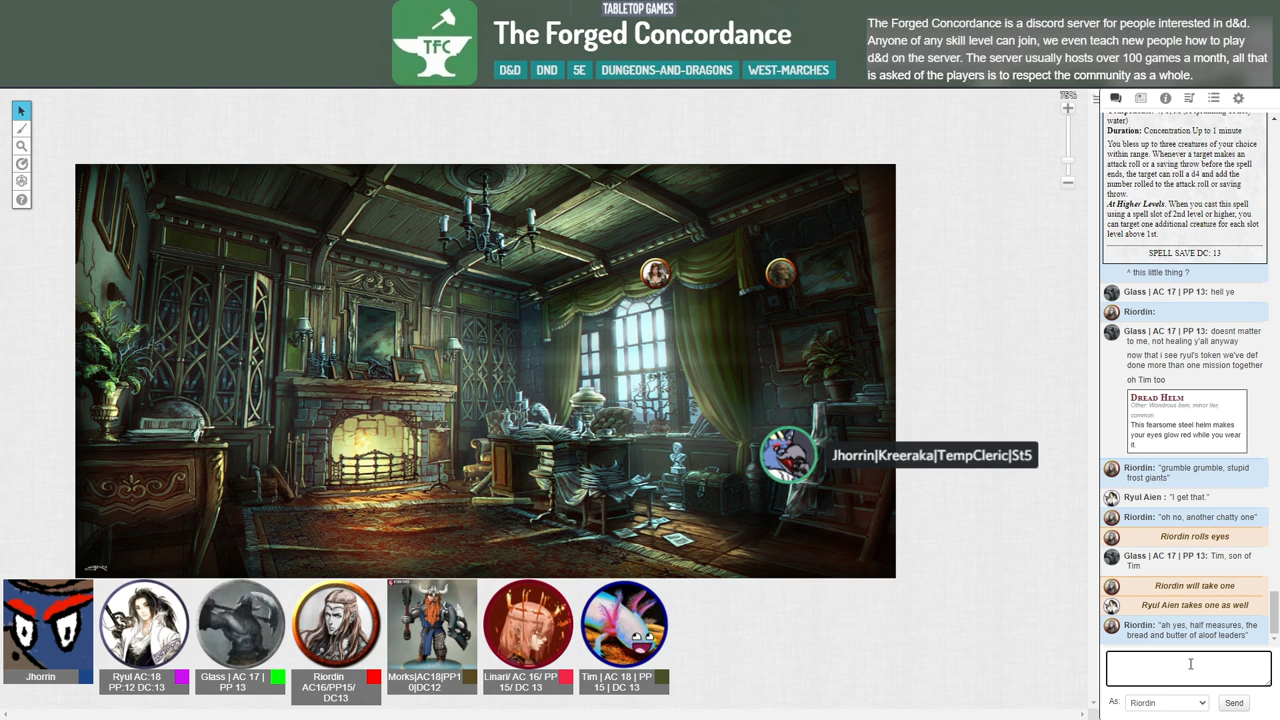 TABLETOP GAMES
The Forged Concordance
TFC
D&D
DND
5E
DUNGEONS-AND-DRAGONS
WEST-MARCHES
The Forged Concordance is a discord server for people interested in d&d.
Anyone of any skill level can join, we even teach new people how to play
d&d on the server. The server usually hosts over 100 games a month, all that
is asked of the players is to respect the community as a whole.
water)
Duration: Concentration Up to 1 minute
You bless up to three creatures of your choice
within range. Whenever a target makes an
attack roll or a saving throw before the spell
ends, the target can roll a d4 and add the
number rolled to the attack roll or saving
throw.
At Higher Levels. When you cast this spell
using a spell slot of 2nd level or higher, you
can target one additional creature for each slot
level above 1st.
SPELL SAVE DC: 13
^ this little thing ?
Glass | AC 17 | PP 13: hell ye
Riordin:
Glass | AC 17 | PP 13: doesnt matter
to me, not healing y'all anyway
now that i see ryul's token we've def
done more than one mission together
oh Tim too
DREAD HELM
Other: Wondrous item, minor tier,
common
This fearsome steel helm makes
your eyes glow red while you wear
it.
Riordin: "grumble grumble, stupid
frost giants"
Ryul Aien : "I get that."
Riordin: "oh no, another chatty one"
Riordin rolls eyes
Glass | AC 17 | PP 13: Tim, son of
Tim
Riordin will take one
Ryul Aien takes one as well
Riordin: "ah yes, half measures, the
bread and butter of aloof leaders"
As:
Riordin
Send
Jhorrin|Kreeraka|TempCleric|St5
Jhorrin
Ryul AC:18
PP:12 DC:13
Glass | AC 17 |
PP 13
Riordin
AC16/PP15/
DC13
Morks|AC18|PP1
0|DC12
Linari/ AC 16/ PP
15/ DC 13
Tim | AC 18 | PP
15 | DC 13